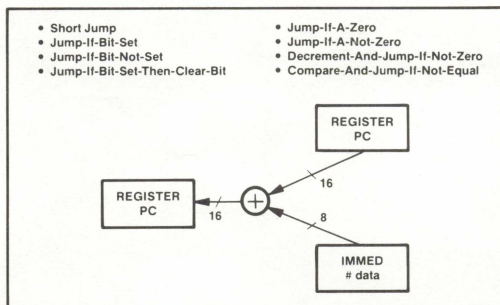 • Short Jump
• Jump-If-Bit-Set
• Jump-If-Bit-Not-Set
• Jump-If-Bit-Set-Then-Clear-Bit
• Jump-If-A-Zero
• Jump-If-A-Not-Zero
• Decrement-And-Jump-If-Not-Zero
• Compare-And-Jump-If-Not-Equal
REGISTER
PC
16
REGISTER
PC
16
+
8
IMMED
# data